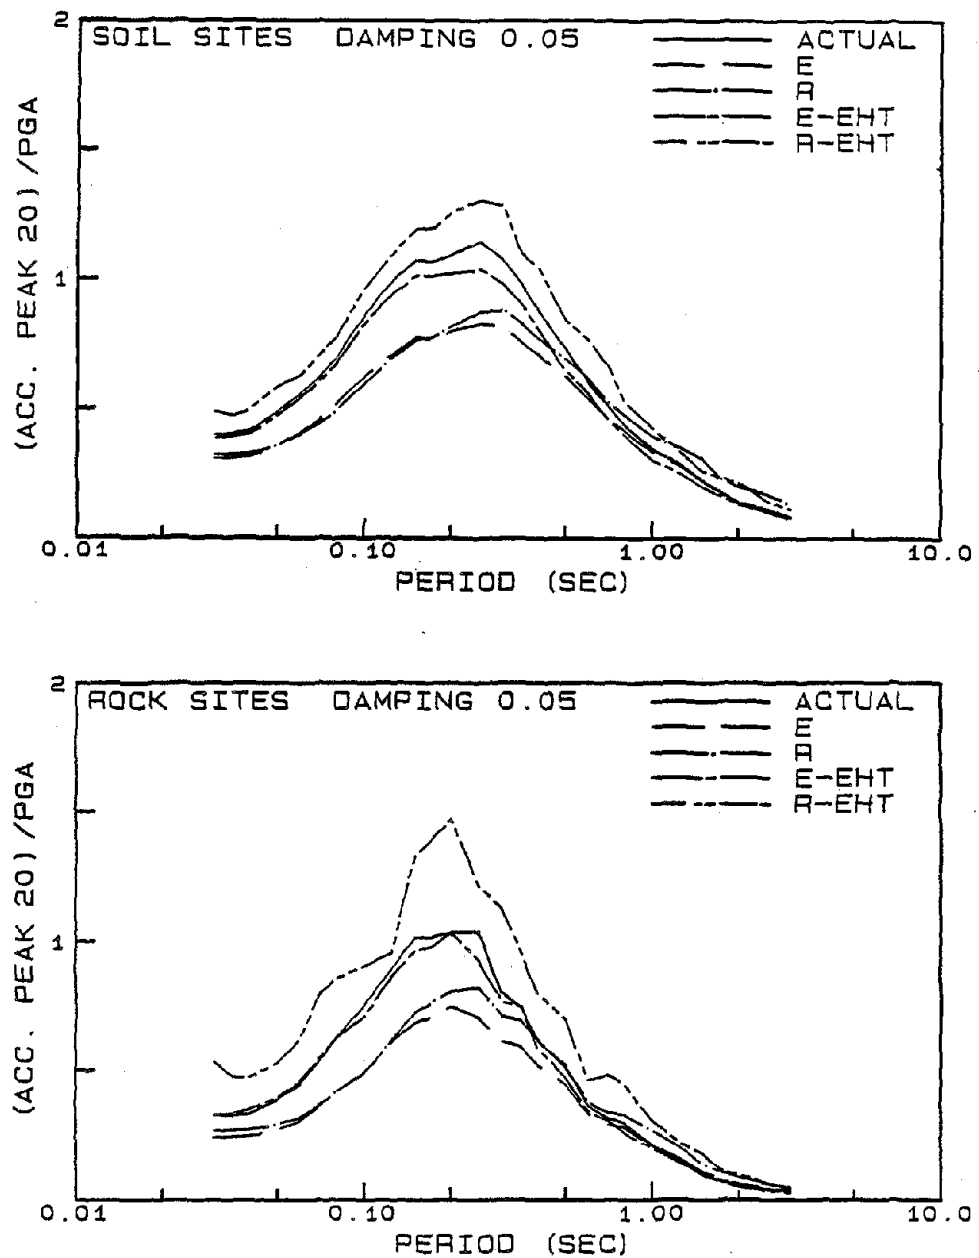 SOIL SITES DAMPING 0.05
ACTUAL
E
R
E-EHT
R-EHT
2
1
(ACC. PEAK 20)/PGA
0.01 0.10 1.00 10.0
PERIOD (SEC)
ROCK SITES DAMPING 0.05
ACTUAL
E
R
E-EHT
R-EHT
2
1
(ACC. PEAK 20)/PGA
0.01 0.10 1.00 10.0
PERIOD (SEC)